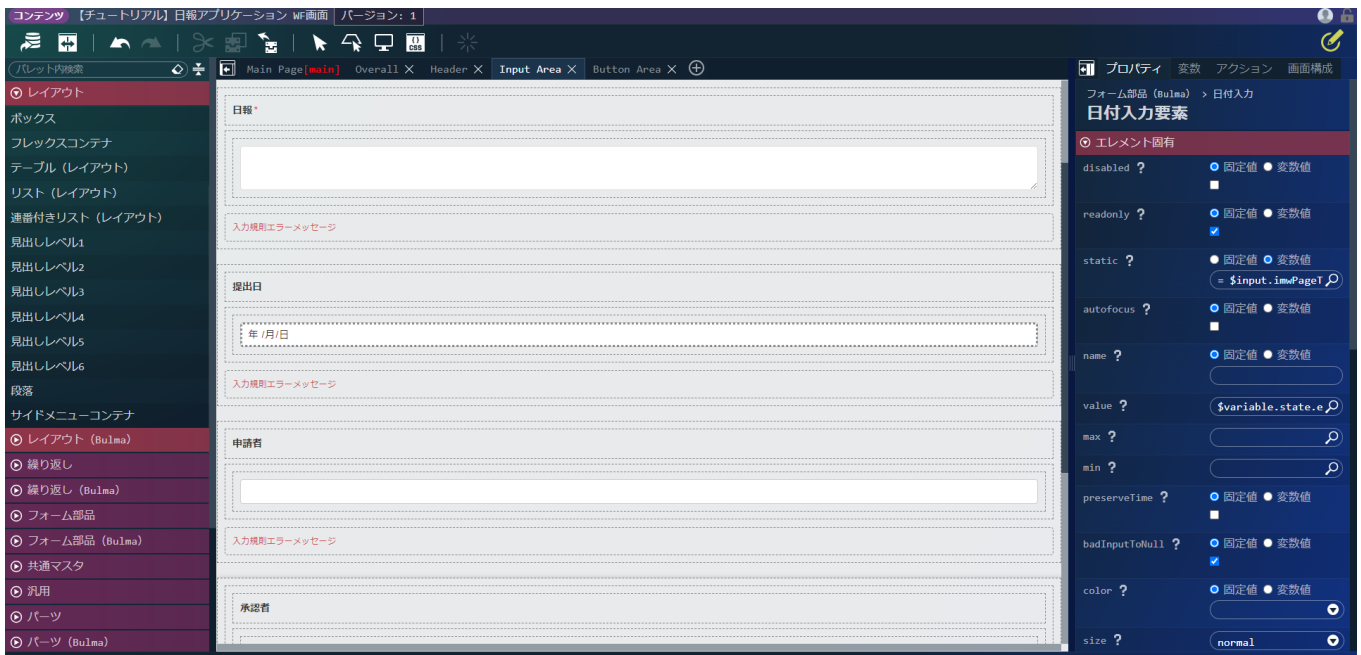 コンテンツ 【チュートリアル】日報アプリケーション WF画面 バージョン: 1
CSS
パレット内検索
Main Page[main] Overall Header Input Area Button Area
プロパティ 変数 アクション 画面構成
レイアウト
ボックス
フレックスコンテナ
テーブル (レイアウト)
リスト (レイアウト)
連番付きリスト (レイアウト)
見出しレベル1
見出しレベル2
見出しレベル3
見出しレベル4
見出しレベル5
見出しレベル6
段落
サイドメニューコンテナ
レイアウト (Bulma)
繰り返し
繰り返し (Bulma)
フォーム部品
フォーム部品 (Bulma)
共通マスタ
汎用
パーツ
パーツ (Bulma)
日報*
入力規則エラーメッセージ
提出日
年 /月/日
入力規則エラーメッセージ
申請者
入力規則エラーメッセージ
承認者
フォーム部品 (Bulma) > 日付入力
日付入力要素
エレメント固有
disabled ? 固定値 変数値
readonly ? 固定値 変数値
static ? 固定値 変数値
= $input.imwPageT
autofocus ? 固定値 変数値
name ? 固定値 変数値
value ? $variable.state.e
max ?
min ?
preserveTime ? 固定値 変数値
badInputToNull ? 固定値 変数値
color ? 固定値 変数値
size ? normal